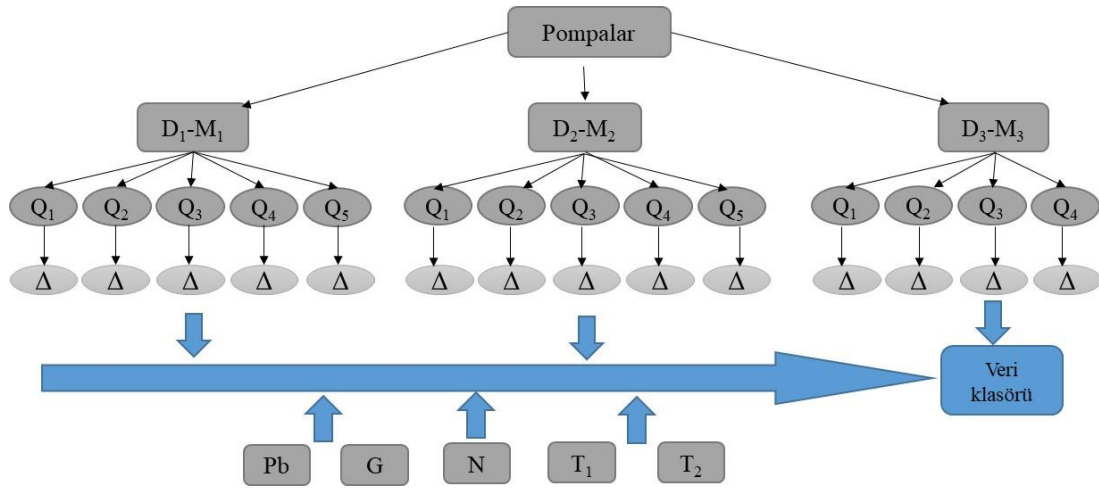 Pompalar
D₁-M₁ D₂-M₂ D₃-M₃
Q₁ Q₂ Q₃ Q₄ Q₅ Q₁ Q₂ Q₃ Q₄ Q₅ Q₁ Q₂ Q₃ Q₄
Δ Δ Δ Δ Δ Δ Δ Δ Δ Δ Δ Δ Δ Δ
Veri
klasörü
Pb G N T₁ T₂